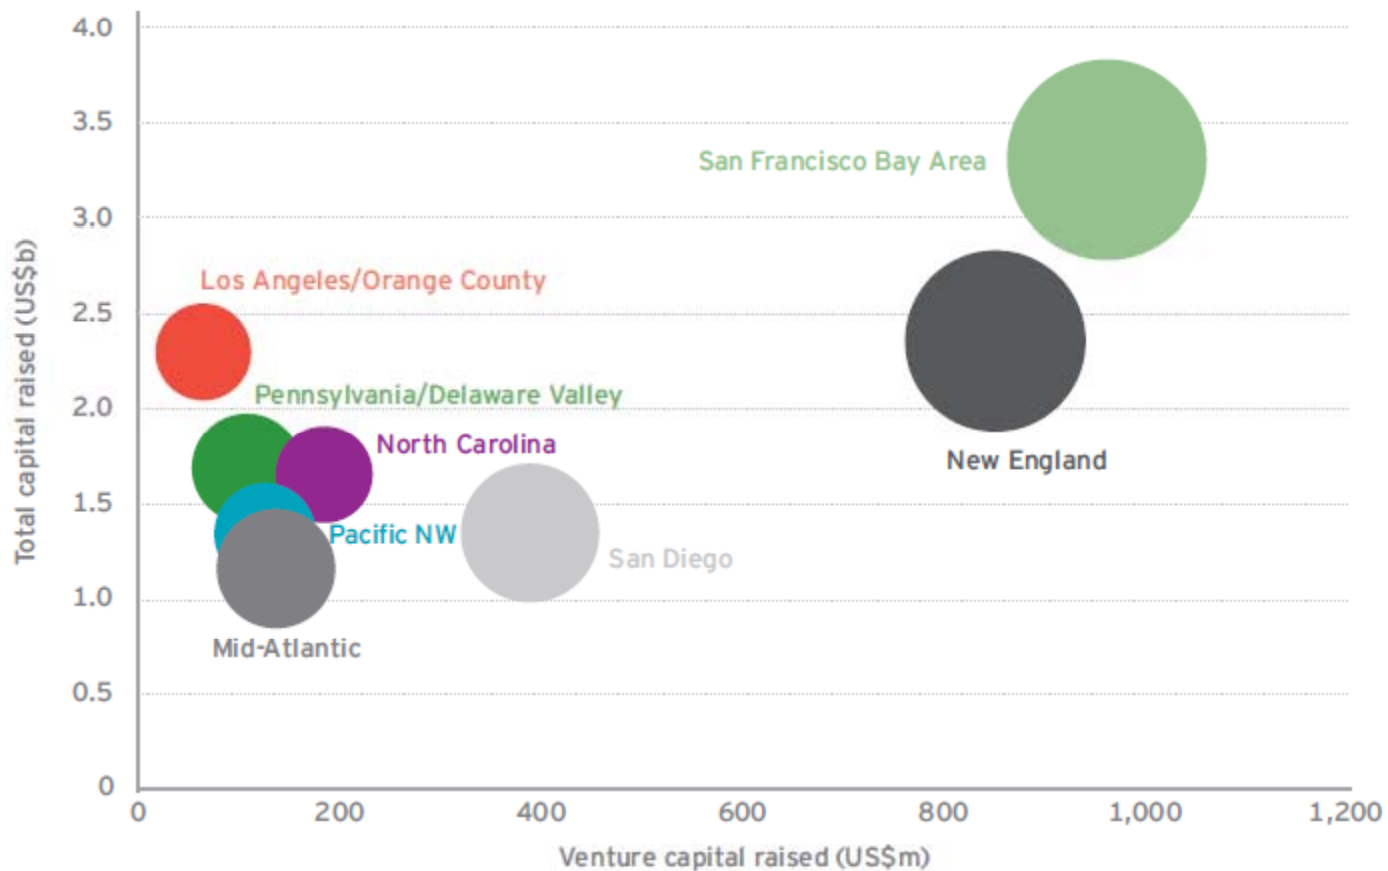 4.0
3.5
San Francisco Bay Area
3.0
Los Angeles/Orange County
2.5
Pennsylvania/Delaware Valley
2.0
North Carolina
New England
1.5
Pacific NW
San Diego
1.0
Mid-Atlantic
0.5
0
Total capital raised (US$b)
0 200 400 600 800 1,000 1,200
Venture capital raised (US$m)